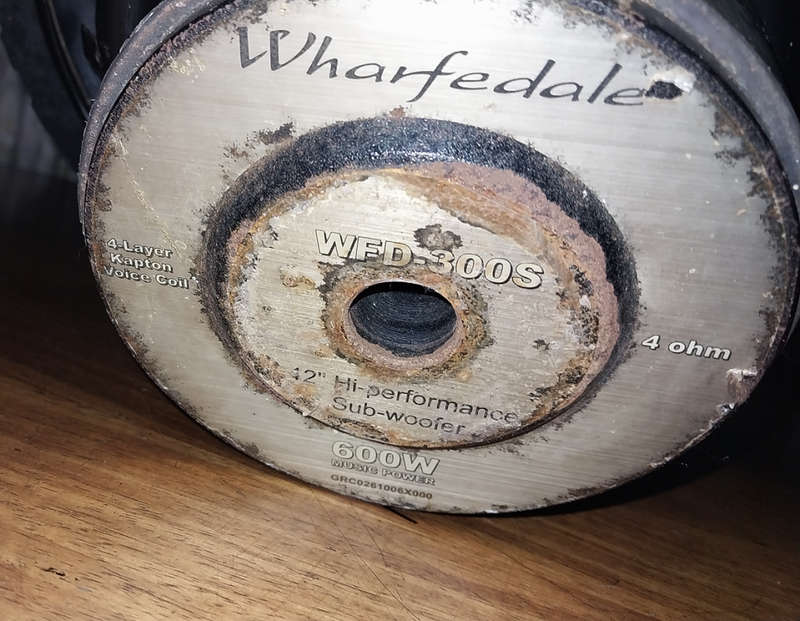 Wharfedale
WFD-300S
4-Layer
Kapton
Voice Coil
4 ohm
12" Hi-performance
Sub-woofer
600W
MUSIC POWER
GRC0261006X000